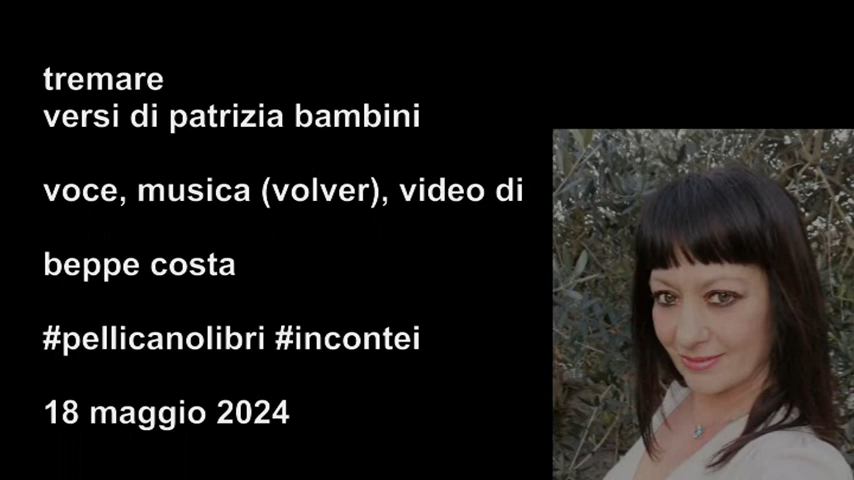 tremare
versi di patrizia bambini
voce, musica (volver), video di
beppe costa
#pellicanolibri #incontei
18 maggio 2024